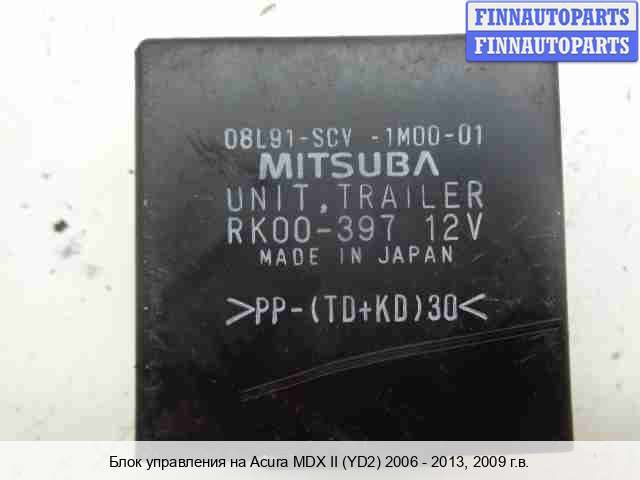 FINNAUTOPARTS
FINNAUTOPARTS
08L91-SCV -1M00-01
MITSUBA
UNIT, TRAILER
RK00-397 12V
MADE IN JAPAN
>PP-(TD+KD)30<
Блок управления на Acura MDX II (YD2) 2006 - 2013, 2009 г.в.